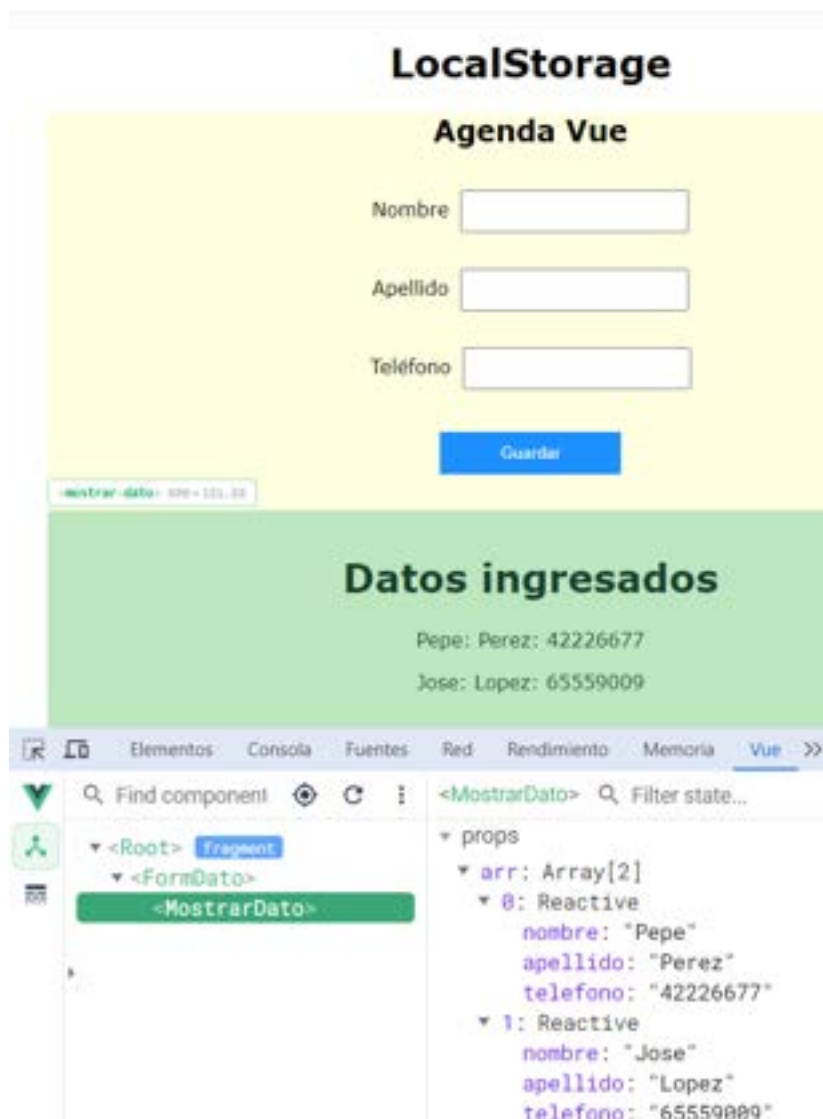 LocalStorage
Agenda Vue
Nombre
Apellido
Teléfono
Guardar
<mostrar-dato>
Datos ingresados
Pepe: Perez: 42226677
Jose: Lopez: 65559009
Elementos Consola Fuentes Red Rendimiento Memoria Vue »
Find component
<MostrarDato> Filter state...
<Root> fragment
<FormDato>
<MostrarDato>
props
arr: Array[2]
0: Reactive
nombre: "Pepe"
apellido: "Perez"
telefono: "42226677"
1: Reactive
nombre: "Jose"
apellido: "Lopez"
telefono: "65559009"